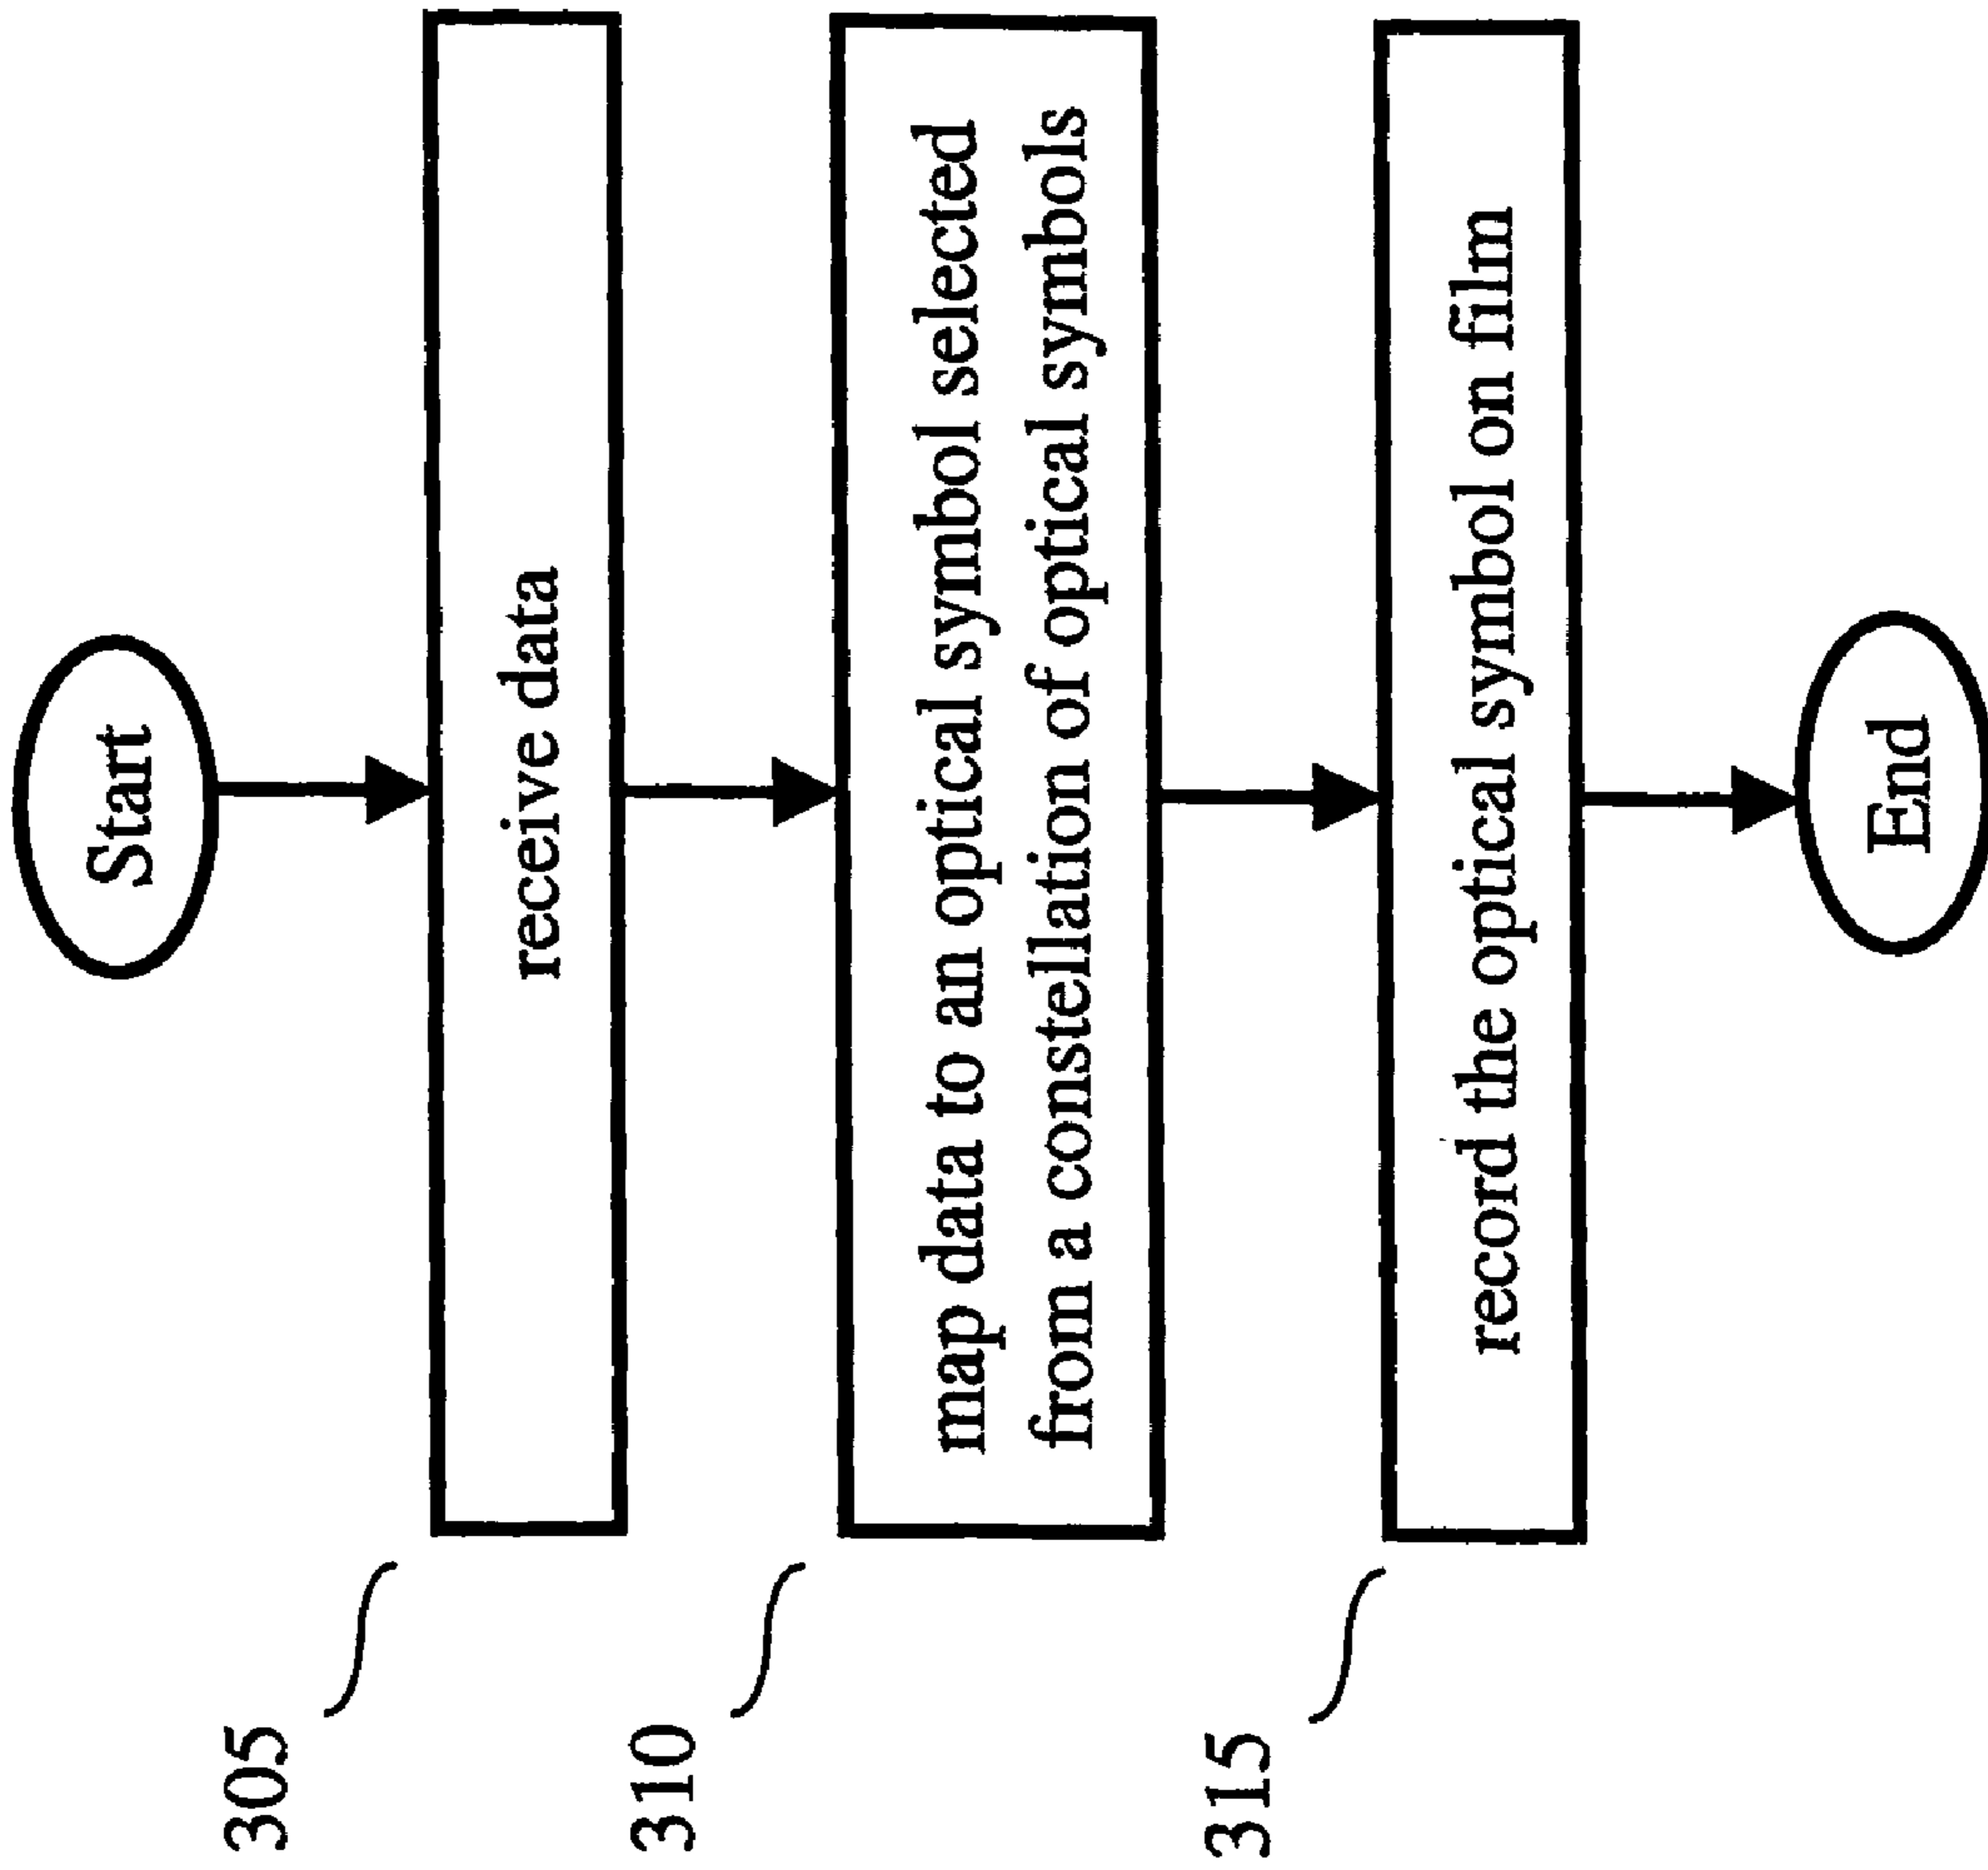 Start
305
receive data
310
map data to an optical symbol selected
from a constellation of optical symbols
315
record the optical symbol on film
End